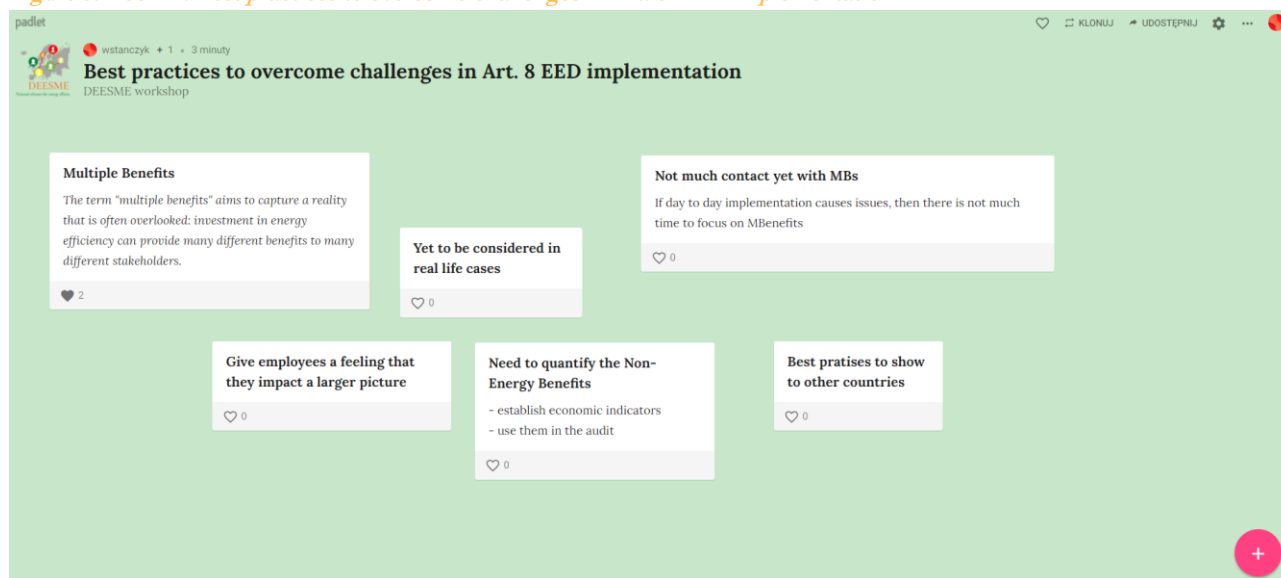 padlet
KLONUJ
UDOSTĘPNIJ
wstanczyk + 1 • 3 minuty
Best practices to overcome challenges in Art. 8 EED implementation
DEESME
DEESME workshop
Multiple Benefits
The term "multiple benefits" aims to capture a reality
that is often overlooked: investment in energy
efficiency can provide many different benefits to many
different stakeholders.
2
Yet to be considered in
real life cases
0
Not much contact yet with MBs
If day to day implementation causes issues, then there is not much
time to focus on MBenefits
0
Give employees a feeling that
they impact a larger picture
0
Need to quantify the Non-
Energy Benefits
- establish economic indicators
- use them in the audit
0
Best pratises to show
to other countries
0